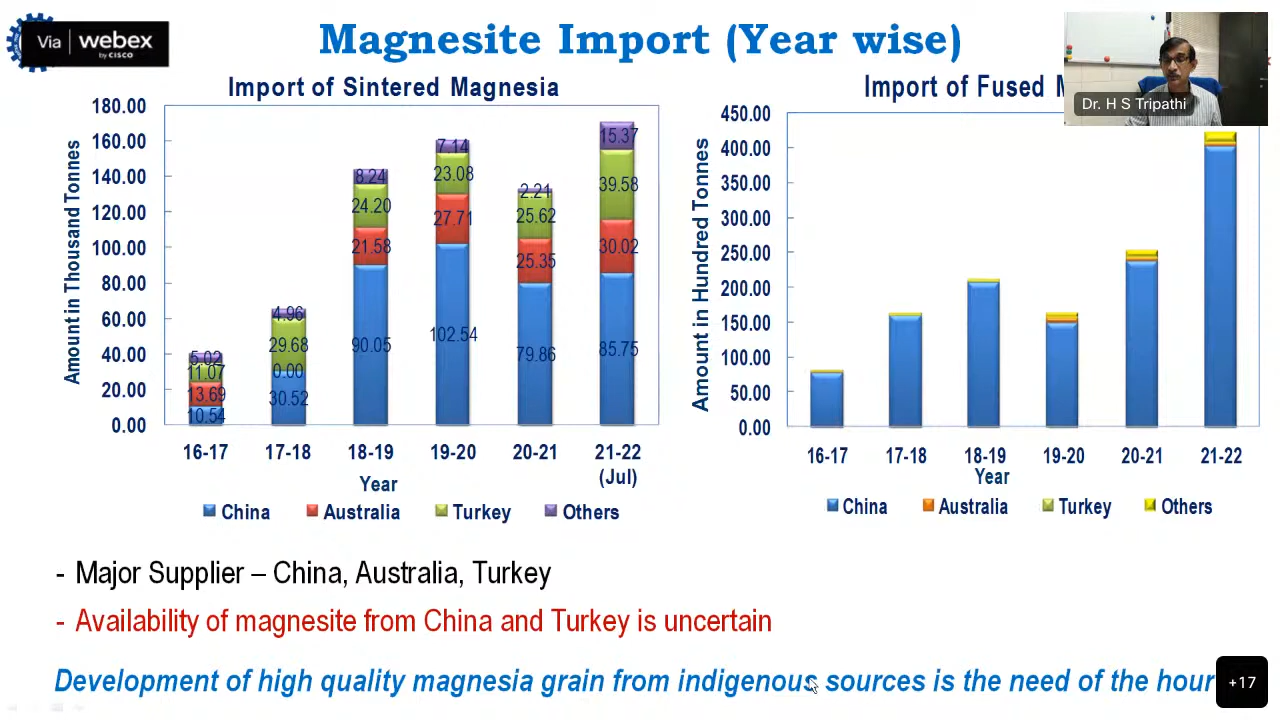 Via webex
by CISCO
Magnesite Import (Year wise)
Dr. H S Tripathi
Import of Sintered Magnesia
180.00
160.00
140.00
120.00
100.00
80.00
60.00
40.00
20.00
0.00
Amount in Thousand Tonnes
5.02
11.07
13.69
10.54
4.96
29.68
0.00
30.52
8.24
24.20
21.58
90.05
7.14
23.08
27.71
102.54
2.21
25.62
25.35
79.86
15.37
39.58
30.02
85.75
16-17 17-18 18-19 19-20 20-21 21-22
(Jul)
Year
China Australia Turkey Others
Import of Fused M
450.00
400.00
350.00
300.00
250.00
200.00
150.00
100.00
50.00
0.00
Amount in Hundred Tonnes
16-17 17-18 18-19 19-20 20-21 21-22
Year
China Australia Turkey Others
- Major Supplier – China, Australia, Turkey
- Availability of magnesite from China and Turkey is uncertain
Development of high quality magnesia grain from indigenous sources is the need of the hour
+17